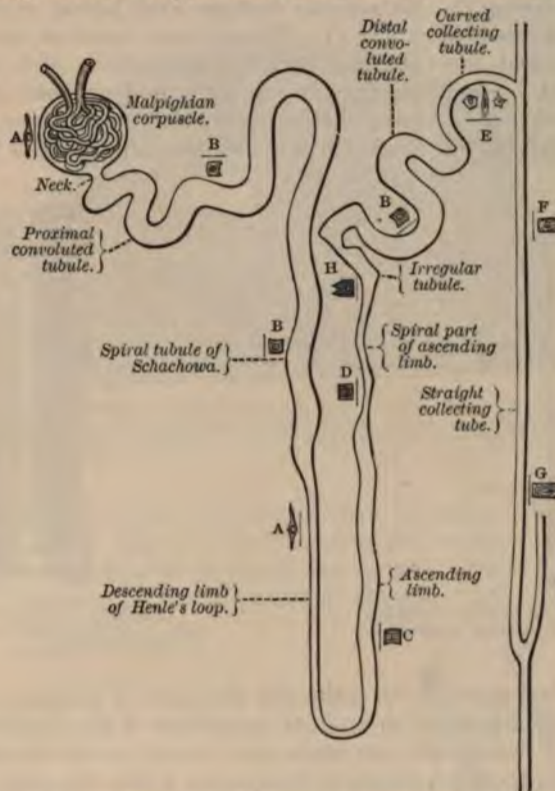 Malpighian
corpuscle.
A
Neck.
Proximal
convoluted
tubule.
B
Distal
convo-
luted
tubule.
Curved
collecting
tubule.
E
B
F
H
Irregular
tubule.
B
Spiral tubule of
Schachowa.
Spiral part
of ascending
limb.
D
Straight
collecting
tube.
G
A
Descending limb
of Henle's loop.
Ascending
limb.
C